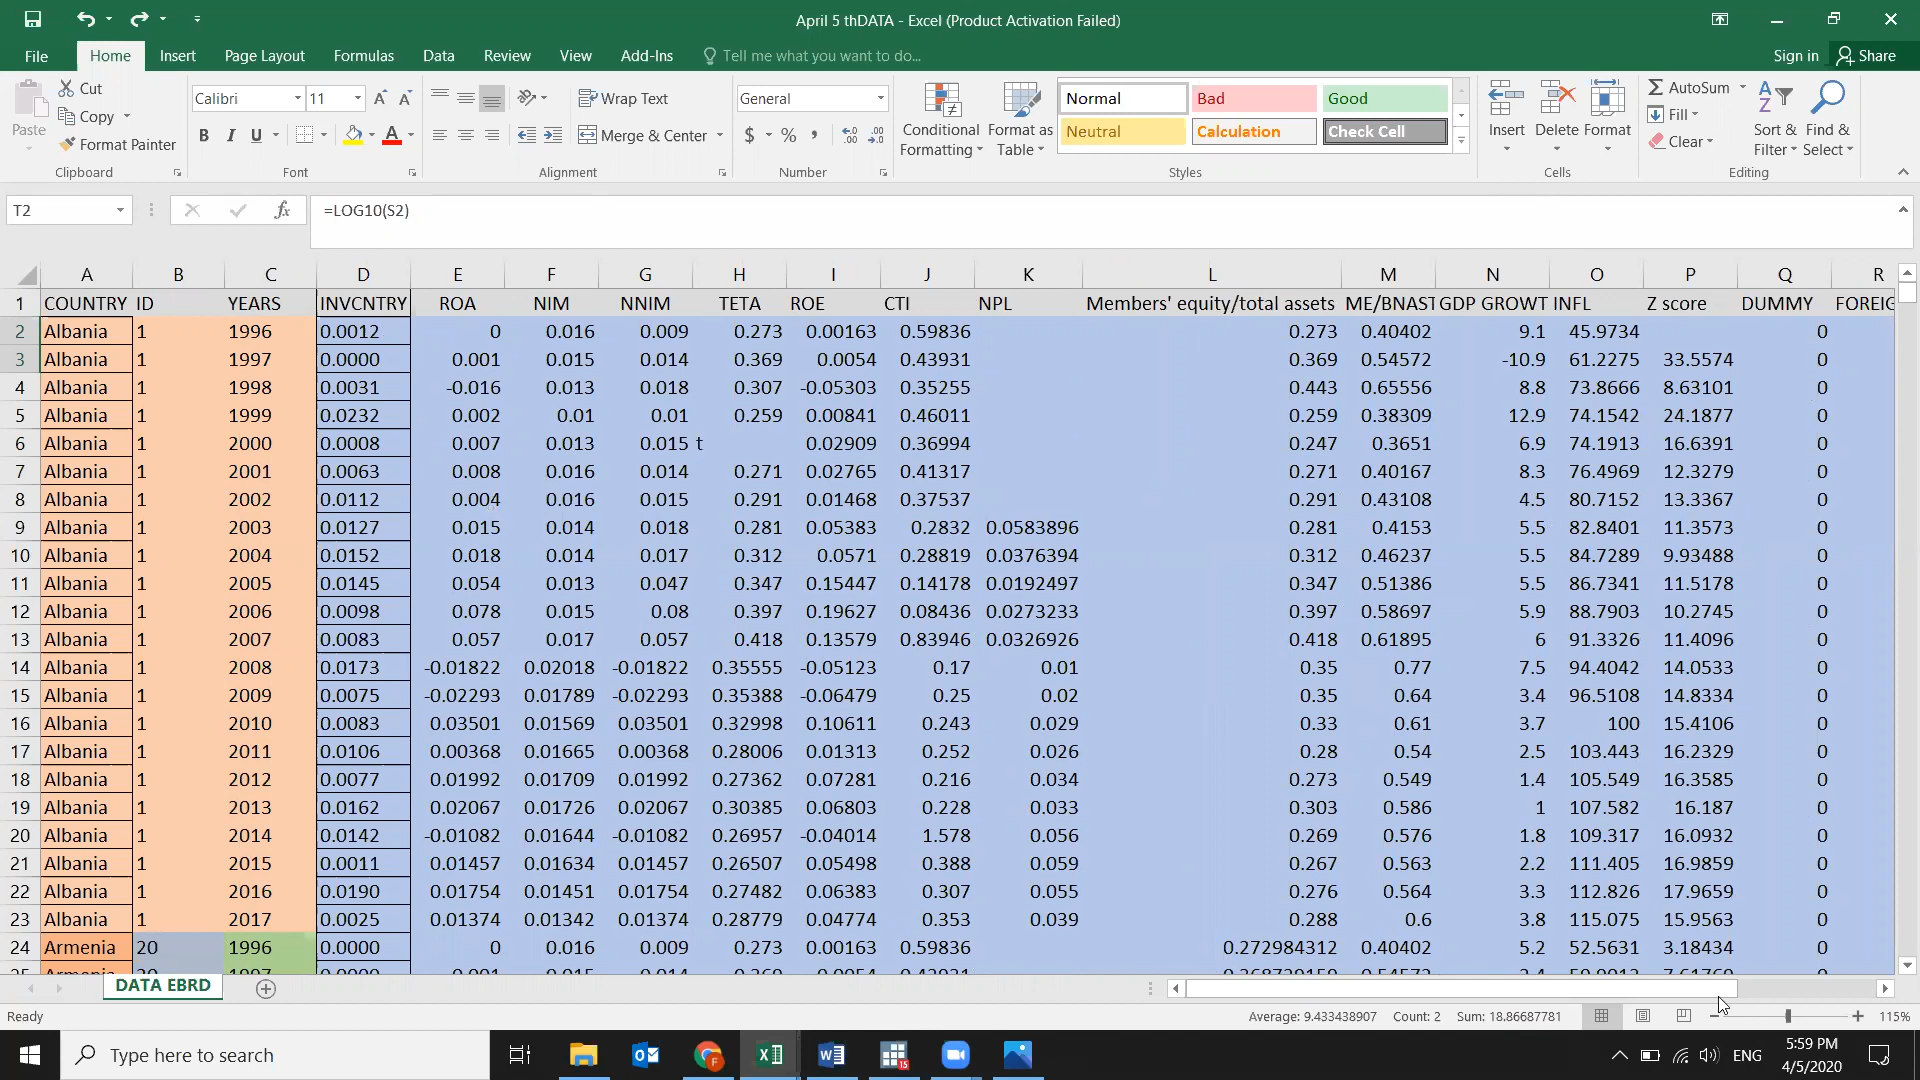 April 5 thDATA - Excel (Product Activation Failed)
File Home Insert Page Layout Formulas Data Review View Add-Ins Tell me what you want to do... Sign in Share
Paste Cut Copy Format Painter Clipboard
Calibri 11 B I U A A Font
Wrap Text Merge & Center Alignment
General $ % Number
Conditional Formatting Format as Table
Normal Bad Good
Neutral Calculation Check Cell
Styles
Insert Delete Format Cells
AutoSum Fill Clear Sort & Filter Find & Select Editing
T2 fx =LOG10(S2)
A B C D E F G H I J K L M N O P Q R
1 COUNTRY ID YEARS INVCNTRY ROA NIM NNIM TETA ROE CTI NPL Members' equity/total assets ME/BNAST GDP GROWT INFL Z score DUMMY FOREIG
2 Albania 1 1996 0.0012 0 0.016 0.009 0.273 0.00163 0.59836 0.273 0.40402 9.1 45.9734 0
3 Albania 1 1997 0.0000 0.001 0.015 0.014 0.369 0.0054 0.43931 0.369 0.54572 -10.9 61.2275 33.5574 0
4 Albania 1 1998 0.0031 -0.016 0.013 0.018 0.307 -0.05303 0.35255 0.443 0.65556 8.8 73.8666 8.63101 0
5 Albania 1 1999 0.0232 0.002 0.01 0.01 0.259 0.00841 0.46011 0.259 0.38309 12.9 74.1542 24.1877 0
6 Albania 1 2000 0.0008 0.007 0.013 0.015 t 0.02909 0.36994 0.247 0.3651 6.9 74.1913 16.6391 0
7 Albania 1 2001 0.0063 0.008 0.016 0.014 0.271 0.02765 0.41317 0.271 0.40167 8.3 76.4969 12.3279 0
8 Albania 1 2002 0.0112 0.004 0.016 0.015 0.291 0.01468 0.37537 0.291 0.43108 4.5 80.7152 13.3367 0
9 Albania 1 2003 0.0127 0.015 0.014 0.018 0.281 0.05383 0.2832 0.0583896 0.281 0.4153 5.5 82.8401 11.3573 0
10 Albania 1 2004 0.0152 0.018 0.014 0.017 0.312 0.0571 0.28819 0.0376394 0.312 0.46237 5.5 84.7289 9.93488 0
11 Albania 1 2005 0.0145 0.054 0.013 0.047 0.347 0.15447 0.14178 0.0192497 0.347 0.51386 5.5 86.7341 11.5178 0
12 Albania 1 2006 0.0098 0.078 0.015 0.08 0.397 0.19627 0.08436 0.0273233 0.397 0.58697 5.9 88.7903 10.2745 0
13 Albania 1 2007 0.0083 0.057 0.017 0.057 0.418 0.13579 0.83946 0.0326926 0.418 0.61895 6 91.3326 11.4096 0
14 Albania 1 2008 0.0173 -0.01822 0.02018 -0.01822 0.35555 -0.05123 0.17 0.01 0.35 0.77 7.5 94.4042 14.0533 0
15 Albania 1 2009 0.0075 -0.02293 0.01789 -0.02293 0.35388 -0.06479 0.25 0.02 0.35 0.64 3.4 96.5108 14.8334 0
16 Albania 1 2010 0.0083 0.03501 0.01569 0.03501 0.32998 0.10611 0.243 0.029 0.33 0.61 3.7 100 15.4106 0
17 Albania 1 2011 0.0106 0.00368 0.01665 0.00368 0.28006 0.01313 0.252 0.026 0.28 0.54 2.5 103.443 16.2329 0
18 Albania 1 2012 0.0077 0.01992 0.01709 0.01992 0.27362 0.07281 0.216 0.034 0.273 0.549 1.4 105.549 16.3585 0
19 Albania 1 2013 0.0162 0.02067 0.01726 0.02067 0.30385 0.06803 0.228 0.033 0.303 0.586 1 107.582 16.187 0
20 Albania 1 2014 0.0142 -0.01082 0.01644 -0.01082 0.26957 -0.04014 1.578 0.056 0.269 0.576 1.8 109.317 16.0932 0
21 Albania 1 2015 0.0011 0.01457 0.01634 0.01457 0.26507 0.05498 0.388 0.059 0.267 0.563 2.2 111.405 16.9859 0
22 Albania 1 2016 0.0190 0.01754 0.01451 0.01754 0.27482 0.06383 0.307 0.055 0.276 0.564 3.3 112.826 17.9659 0
23 Albania 1 2017 0.0025 0.01374 0.01342 0.01374 0.28779 0.04774 0.353 0.039 0.288 0.6 3.8 115.075 15.9563 0
24 Armenia 20 1996 0.0000 0 0.016 0.009 0.273 0.00163 0.59836 0.272984312 0.40402 5.2 52.5631 3.18434 0
DATA EBRD
Ready Average: 9.433438907 Count: 2 Sum: 18.86687781 115%
Type here to search ENG 5:59 PM
4/5/2020